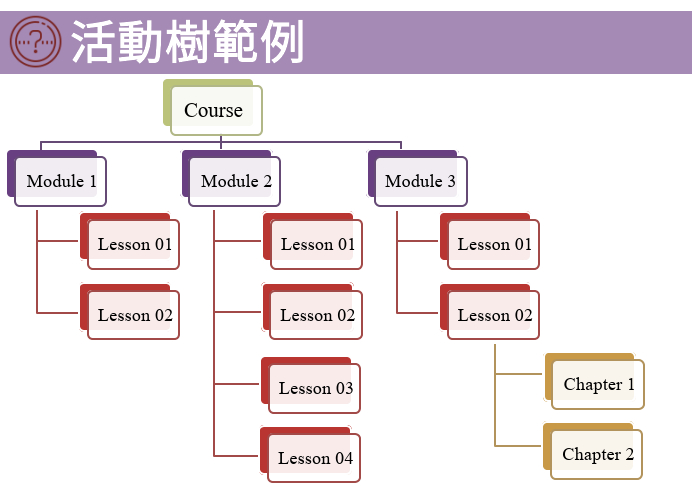 活動樹範例
Course
Module 1
Module 2
Module 3
Lesson 01
Lesson 01
Lesson 01
Lesson 02
Lesson 02
Lesson 02
Lesson 03
Chapter 1
Lesson 04
Chapter 2